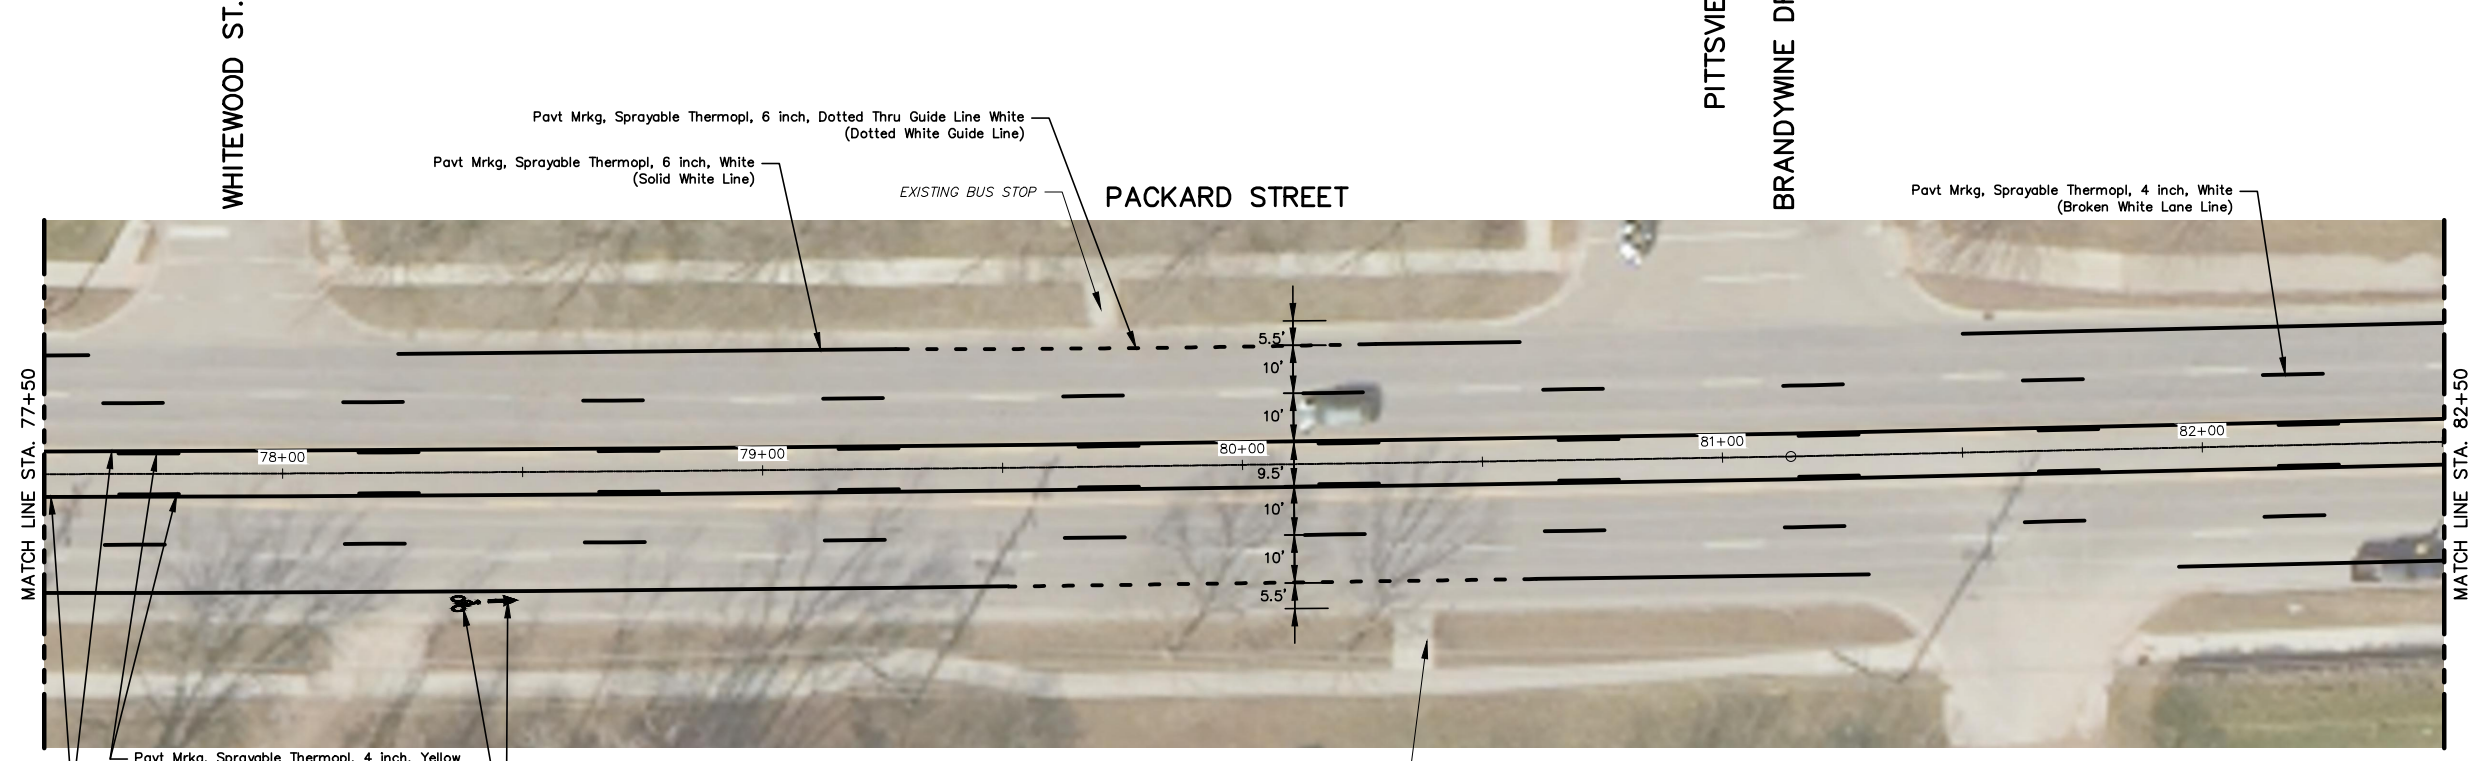 WHITEWOOD ST.
PITTSVIE
BRANDYWINE DR
Pavt Mrkg, Sprayable Thermopl, 6 inch, Dotted Thru Guide Line White
(Dotted White Guide Line)
Pavt Mrkg, Sprayable Thermopl, 6 inch, White
(Solid White Line)
EXISTING BUS STOP
PACKARD STREET
Pavt Mrkg, Sprayable Thermopl, 4 inch, White
(Broken White Lane Line)
MATCH LINE STA. 77+50
5.5'
10'
10'
78+00
79+00
80+00
81+00
82+00
9.5'
10'
10'
5.5'
MATCH LINE STA. 82+50
Pavt Mrkg, Sprayable Thermopl, 4 inch, Yellow